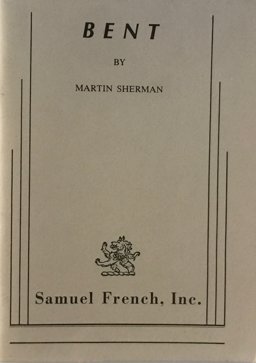 BENT
BY
MARTIN SHERMAN
Samuel French, Inc.